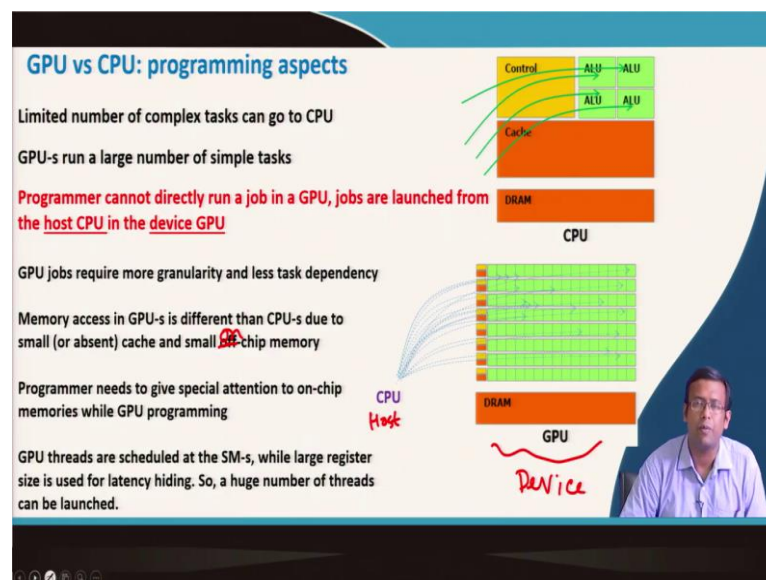 GPU vs CPU: programming aspects
Limited number of complex tasks can go to CPU
GPU-s run a large number of simple tasks
Programmer cannot directly run a job in a GPU, jobs are launched from
the host CPU in the device GPU
GPU jobs require more granularity and less task dependency
Memory access in GPU-s is different than CPU-s due to
small (or absent) cache and small off-chip memory
Programmer needs to give special attention to on-chip
memories while GPU programming
GPU threads are scheduled at the SM-s, while large register
size is used for latency hiding. So, a huge number of threads
can be launched.
Control
ALU ALU
ALU ALU
Cache
DRAM
CPU
CPU
Host
DRAM
GPU
Device